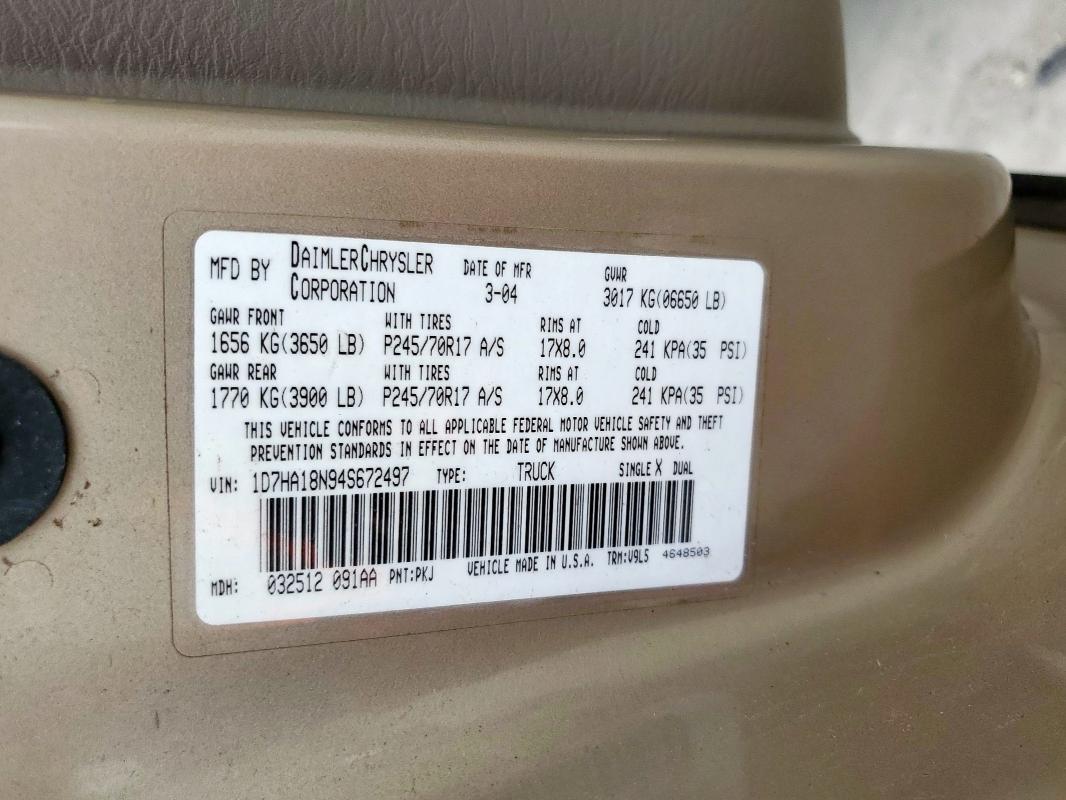 MFD BY DAIMLERCHRYSLER CORPORATION DATE OF MFR 3-04 GVWR 3017 KG(06650 LB)
GAWR FRONT WITH TIRES RIMS AT COLD
1656 KG(3650 LB) P245/70R17 A/S 17X8.0 241 KPA(35 PSI)
GAWR REAR WITH TIRES RIMS AT COLD
1770 KG(3900 LB) P245/70R17 A/S 17X8.0 241 KPA(35 PSI)
THIS VEHICLE CONFORMS TO ALL APPLICABLE FEDERAL MOTOR VEHICLE SAFETY AND THEFT
PREVENTION STANDARDS IN EFFECT ON THE DATE OF MANUFACTURE SHOWN ABOVE.
VIN: 1D7HA18N94S672497 TYPE: TRUCK SINGLE X DUAL
MDH: 032512 091AA PNT:PKJ VEHICLE MADE IN U.S.A. TRM:V9L5 4648503